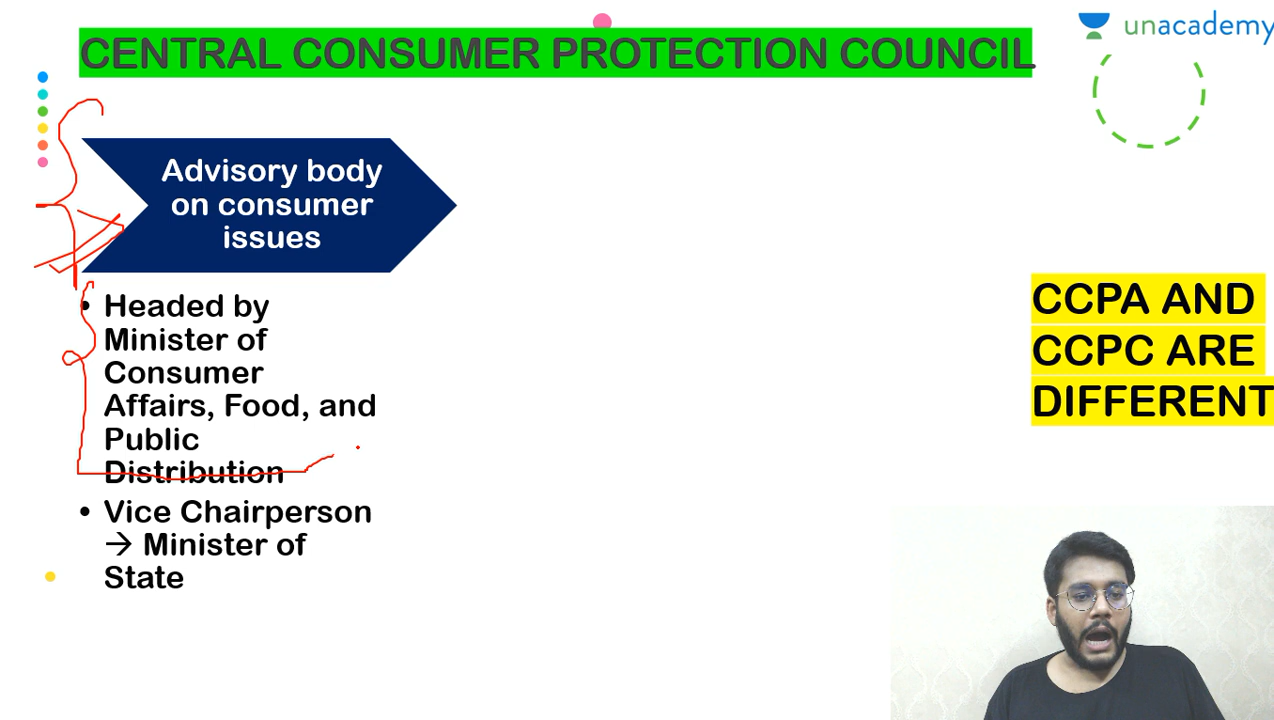 CENTRAL CONSUMER PROTECTION COUNCIL
unacademy
Advisory body
on consumer
issues
• Headed by
Minister of
Consumer
Affairs, Food, and
Public
Distribution
• Vice Chairperson
→ Minister of
State
CCPA AND
CCPC ARE
DIFFERENT